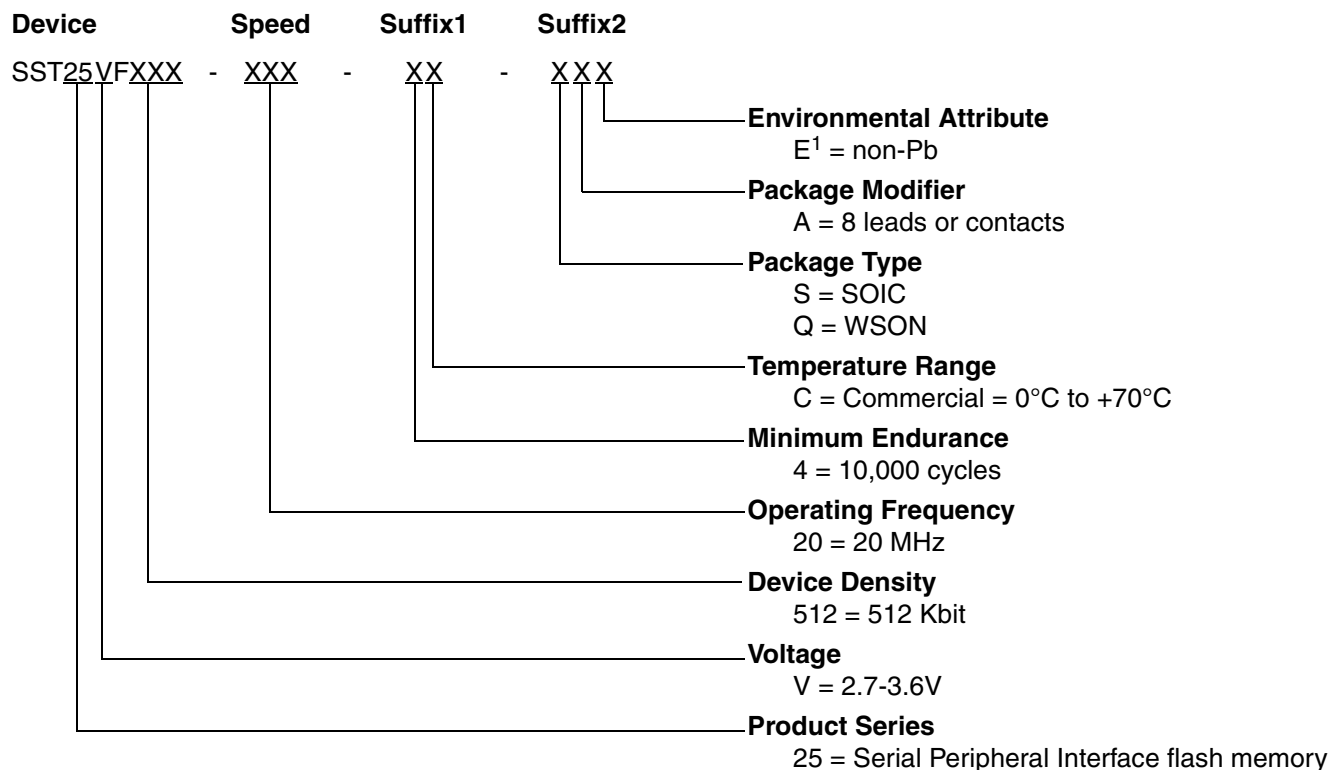 Device Speed Suffix1 Suffix2
SST25VFXXX - XXX - XX - XXX
Environmental Attribute
E1 = non-Pb
Package Modifier
A = 8 leads or contacts
Package Type
S = SOIC
Q = WSON
Temperature Range
C = Commercial = 0°C to +70°C
Minimum Endurance
4 = 10,000 cycles
Operating Frequency
20 = 20 MHz
Device Density
512 = 512 Kbit
Voltage
V = 2.7-3.6V
Product Series
25 = Serial Peripheral Interface flash memory